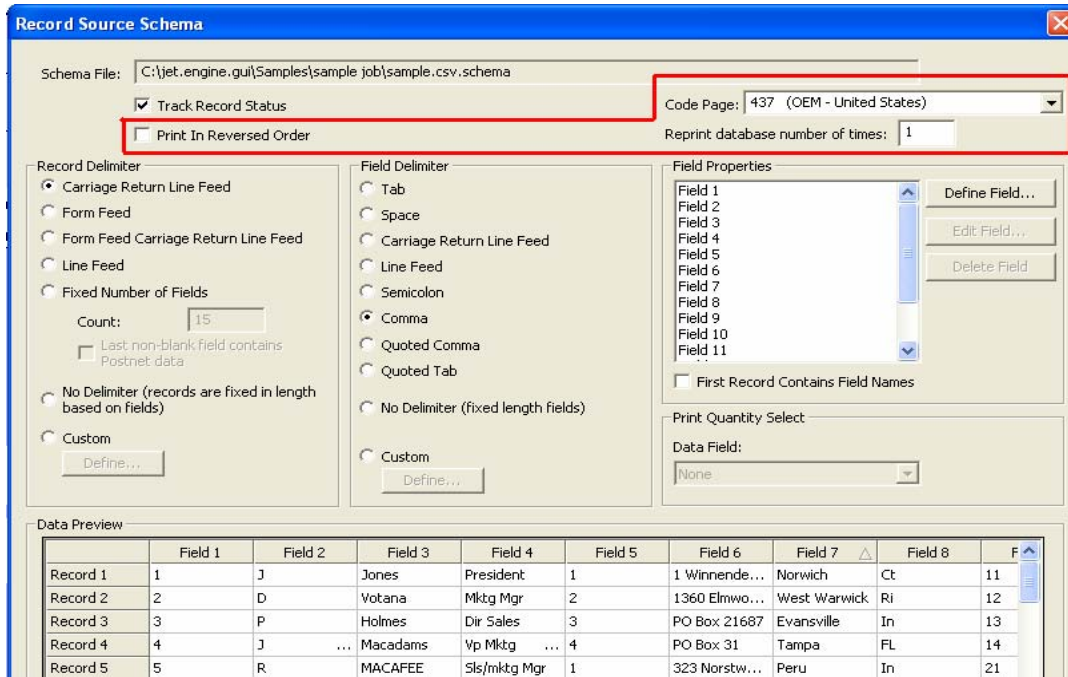 Record Source Schema
Schema File: C:\jet.engine.gui\Samples\sample job\sample.csv.schema
Track Record Status
Code Page: 437 (OEM - United States)
Print In Reversed Order
Reprint database number of times: 1
Record Delimiter
Carriage Return Line Feed
Form Feed
Form Feed Carriage Return Line Feed
Line Feed
Fixed Number of Fields
Count: 15
Last non-blank field contains
Postnet data
No Delimiter (records are fixed in length
based on fields)
Custom
Define...
Field Delimiter
Tab
Space
Carriage Return Line Feed
Line Feed
Semicolon
Comma
Quoted Comma
Quoted Tab
No Delimiter (fixed length fields)
Custom
Define...
Field Properties
Field 1
Field 2
Field 3
Field 4
Field 5
Field 6
Field 7
Field 8
Field 9
Field 10
Field 11
Define Field...
Edit Field...
Delete Field
First Record Contains Field Names
Print Quantity Select
Data Field:
None
Data Preview
Field 1 Field 2 Field 3 Field 4 Field 5 Field 6 Field 7 Field 8 F
Record 1 1 J Jones President 1 1 Winnende... Norwich Ct 11
Record 2 2 D Votana Mktg Mgr 2 1360 Elmwo... West Warwick Ri 12
Record 3 3 P Holmes Dir Sales 3 PO Box 21687 Evansville In 13
Record 4 4 J ... Macadams Vp Mktg ... 4 PO Box 31 Tampa FL 14
Record 5 5 R MACAFEE Sls/mktg Mgr 1 323 Norstw... Peru In 21